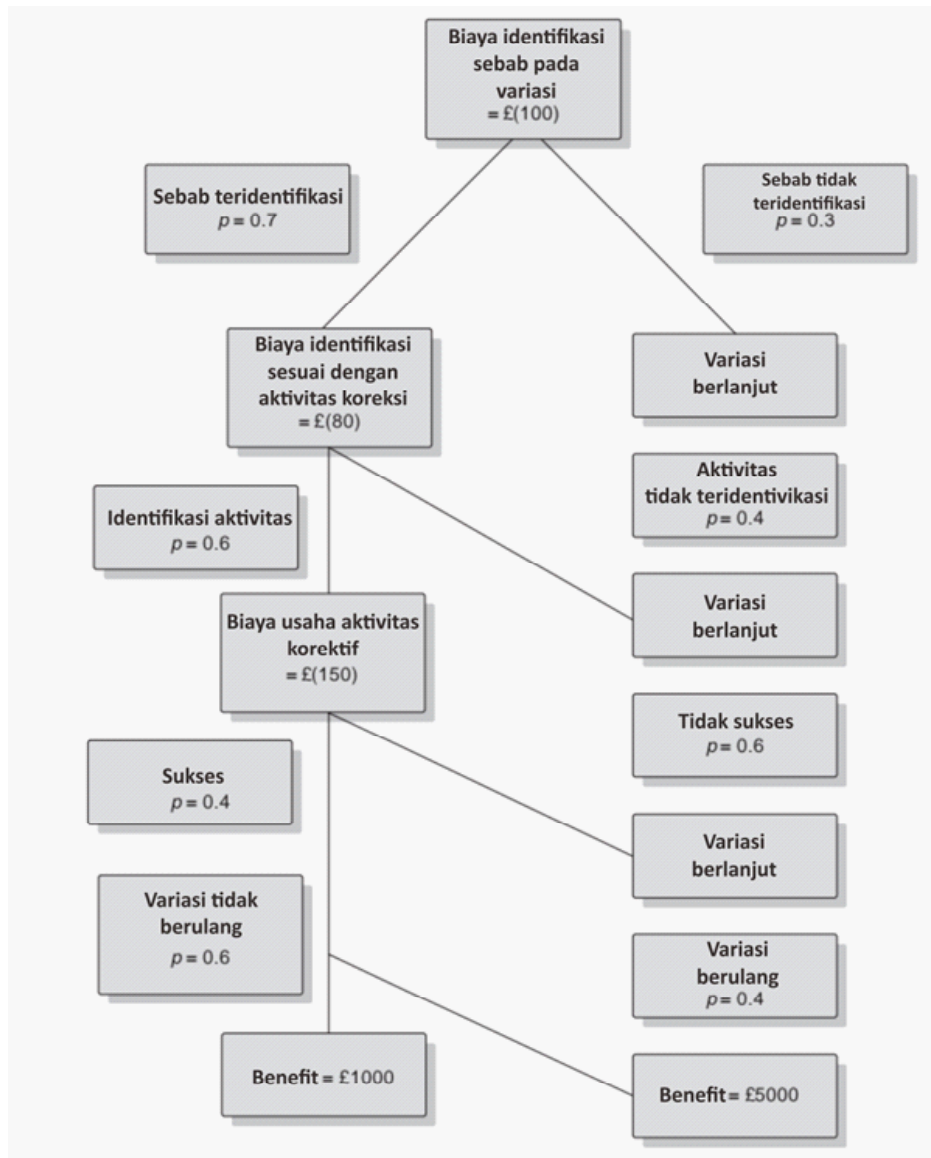 Biaya identifikasi
sebab pada
variasi
= £(100)
Sebab teridentifikasi
p = 0.7
Sebab tidak
teridentifikasi
p = 0.3
Biaya identifikasi
sesuai dengan
aktivitas koreksi
= £(80)
Variasi
berlanjut
Aktivitas
tidak teridentivikasi
p = 0.4
Identifikasi aktivitas
p = 0.6
Variasi
berlanjut
Biaya usaha aktivitas
korektif
= £(150)
Tidak sukses
p = 0.6
Sukses
p = 0.4
Variasi
berlanjut
Variasi tidak
berulang
p = 0.6
Variasi
berulang
p = 0.4
Benefit = £1000
Benefit = £5000